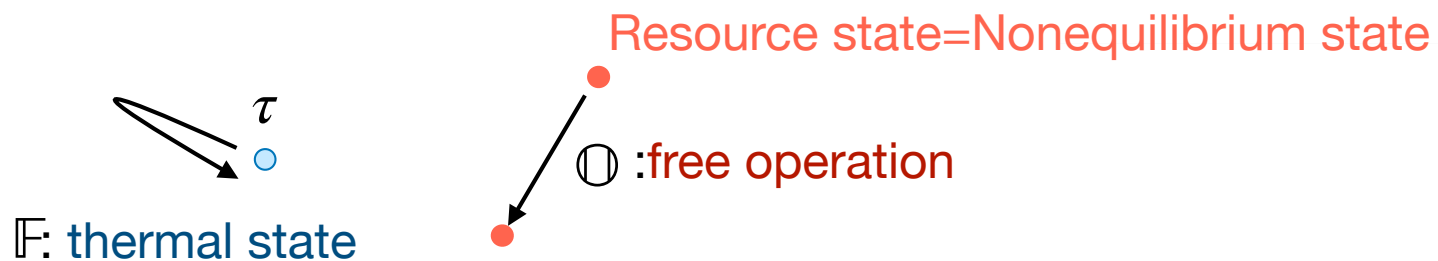 Resource state=Nonequilibrium state
τ
𝕆 :free operation
𝔽: thermal state